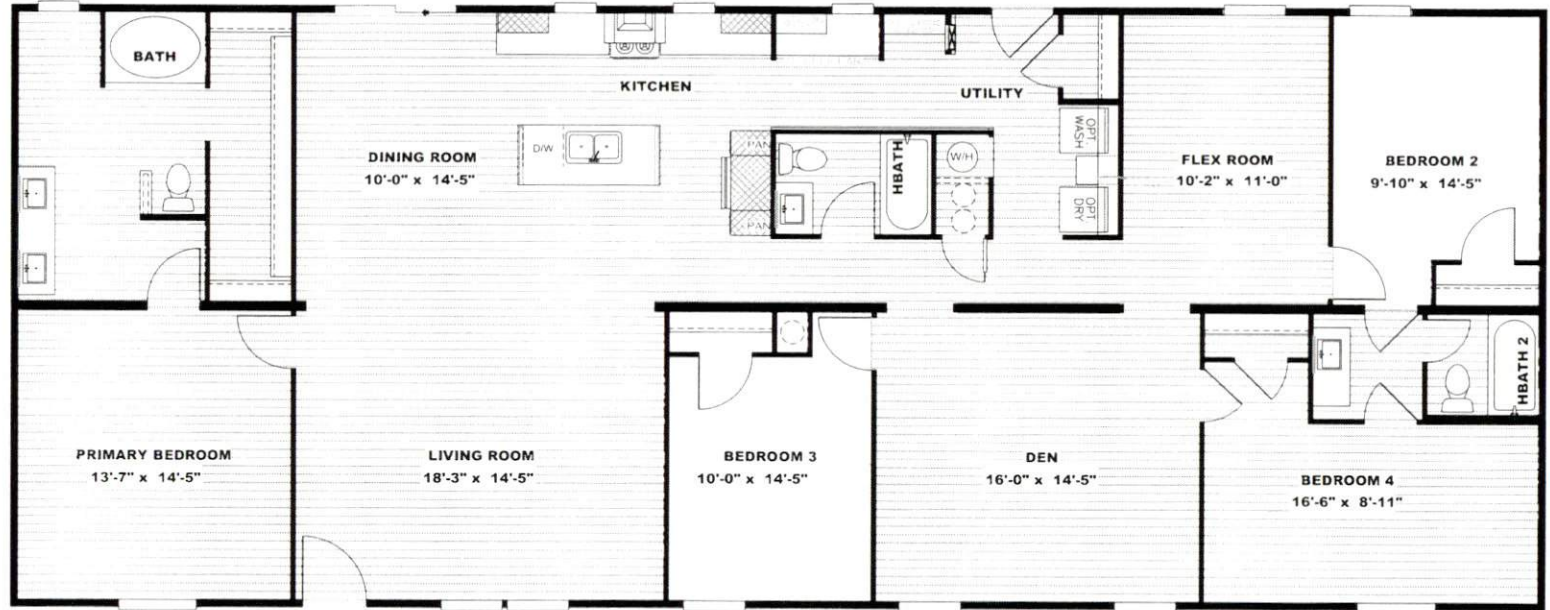 BATH
KITCHEN
UTILITY
OPT.
WASH
D/W
PAN
W/H
HBATH
DINING ROOM
10'-0" x 14'-5"
FLEX ROOM
10'-2" x 11'-0"
BEDROOM 2
9'-10" x 14'-5"
OPT
DRY
PAN
HBATH 2
PRIMARY BEDROOM
13'-7" x 14'-5"
LIVING ROOM
18'-3" x 14'-5"
BEDROOM 3
10'-0" x 14'-5"
DEN
16'-0" x 14'-5"
BEDROOM 4
16'-6" x 8'-11"